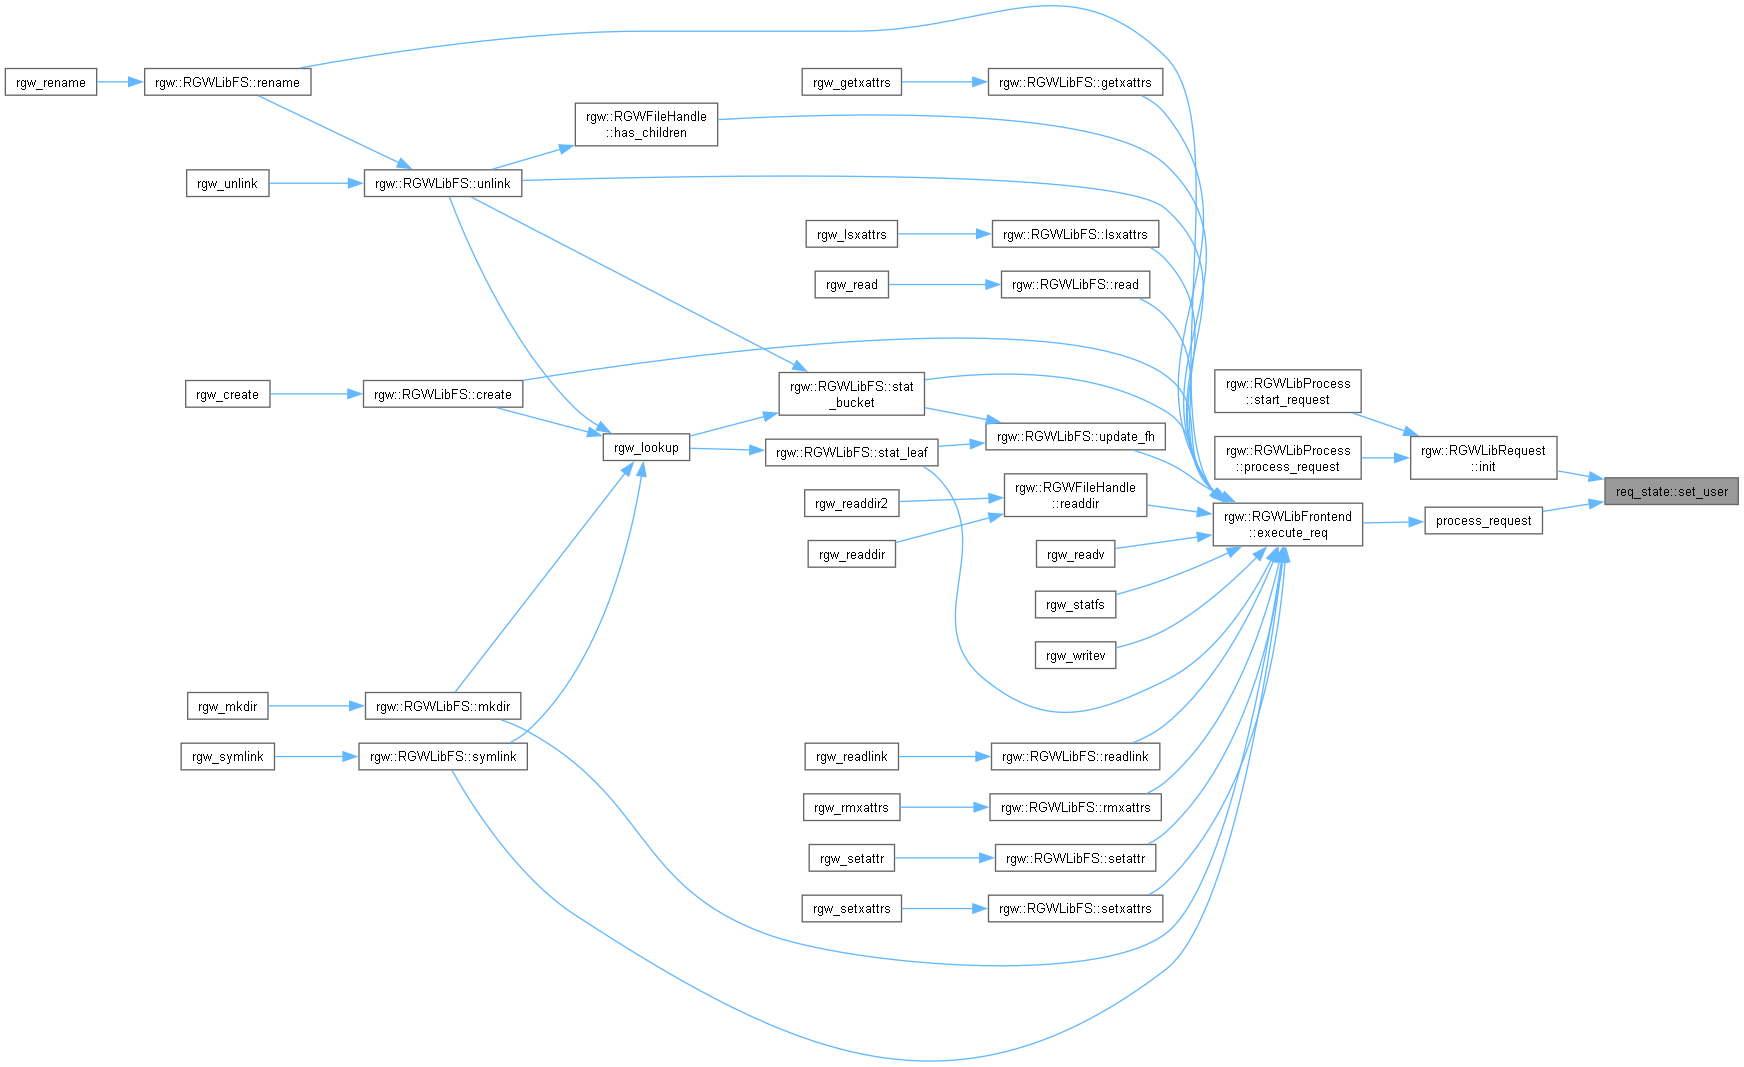 rgw_rename
rgw::RGWLibFS::rename
rgw_getxattrs
rgw::RGWLibFS::getxattrs
rgw::RGWFileHandle
::has_children
rgw_unlink
rgw::RGWLibFS::unlink
rgw_lsxattrs
rgw::RGWLibFS::lsxattrs
rgw_read
rgw::RGWLibFS::read
rgw_create
rgw::RGWLibFS::create
rgw::RGWLibFS::stat
_bucket
rgw::RGWLibProcess
::start_request
rgw_lookup
rgw::RGWLibFS::stat_leaf
rgw::RGWLibFS::update_fh
rgw::RGWLibProcess
::process_request
rgw::RGWLibRequest
::init
req_state::set_user
rgw_readdir2
rgw::RGWFileHandle
::readdir
rgw::RGWLibFrontend
::execute_req
process_request
rgw_readdir
rgw_readv
rgw_statfs
rgw_writev
rgw_mkdir
rgw::RGWLibFS::mkdir
rgw_symlink
rgw::RGWLibFS::symlink
rgw_readlink
rgw::RGWLibFS::readlink
rgw_rmxattrs
rgw::RGWLibFS::rmxattrs
rgw_setattr
rgw::RGWLibFS::setattr
rgw_setxattrs
rgw::RGWLibFS::setxattrs